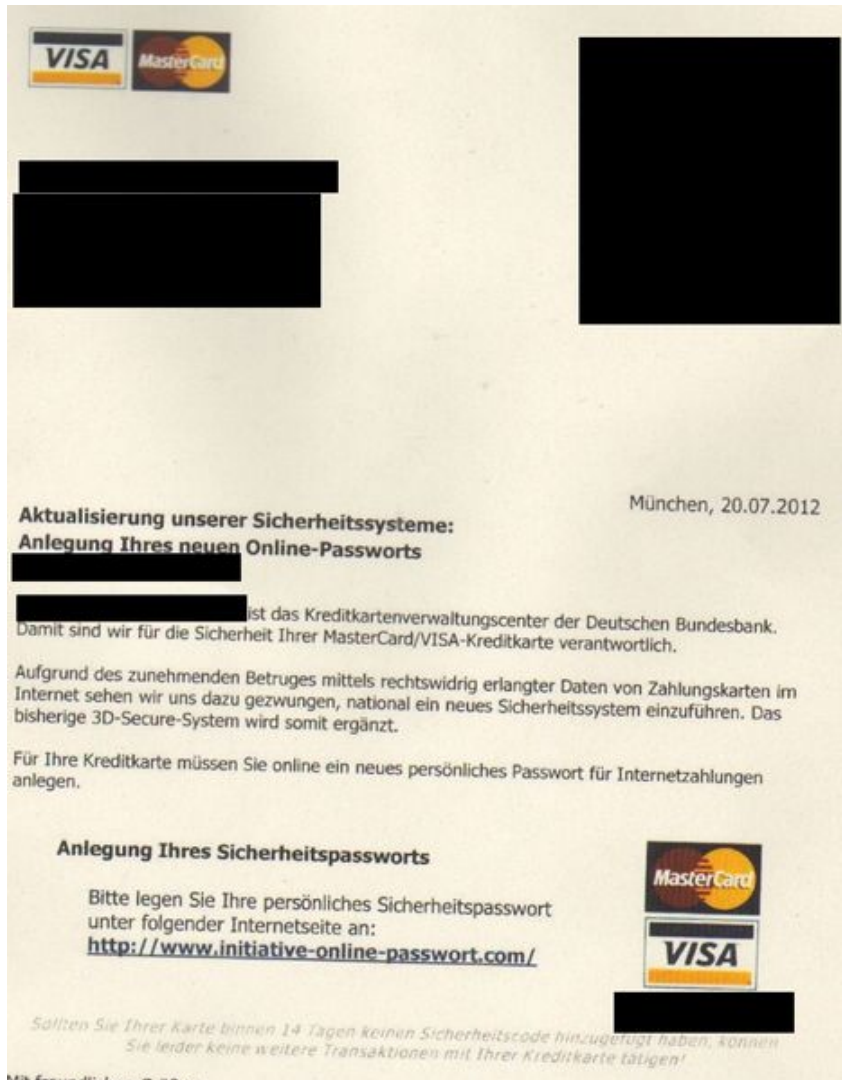 VISA MasterCard
München, 20.07.2012
Aktualisierung unserer Sicherheitssysteme:
Anlegung Ihres neuen Online-Passworts
ist das Kreditkartenverwaltungscenter der Deutschen Bundesbank.
Damit sind wir für die Sicherheit Ihrer MasterCard/VISA-Kreditkarte verantwortlich.
Aufgrund des zunehmenden Betruges mittels rechtswidrig erlangter Daten von Zahlungskarten im
Internet sehen wir uns dazu gezwungen, national ein neues Sicherheitssystem einzuführen. Das
bisherige 3D-Secure-System wird somit ergänzt.
Für Ihre Kreditkarte müssen Sie online ein neues persönliches Passwort für Internetzahlungen
anlegen.
Anlegung Ihres Sicherheitspassworts
Bitte legen Sie Ihre persönliches Sicherheitspasswort
unter folgender Internetseite an:
http://www.initiative-online-passwort.com/
MasterCard
VISA
Sollten Sie Ihrer Karte binnen 14 Tagen keinen Sicherheitscode hinzugefügt haben, können
Sie leider keine weitere Transaktionen mit Ihrer Kreditkarte tätigen!